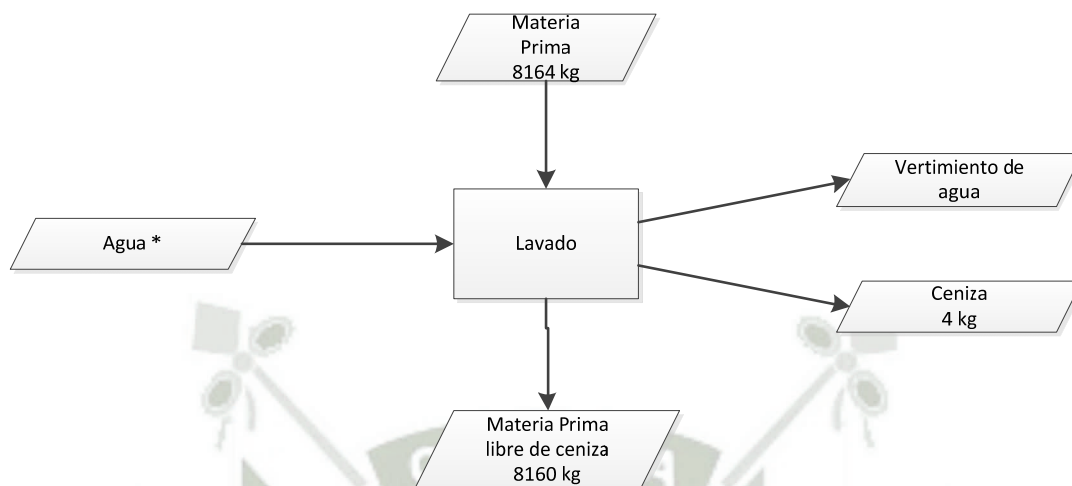 Materia
Prima
8164 kg
Vertimiento de
agua
Agua *
Lavado
Ceniza
4 kg
Materia Prima
libre de ceniza
8160 kg